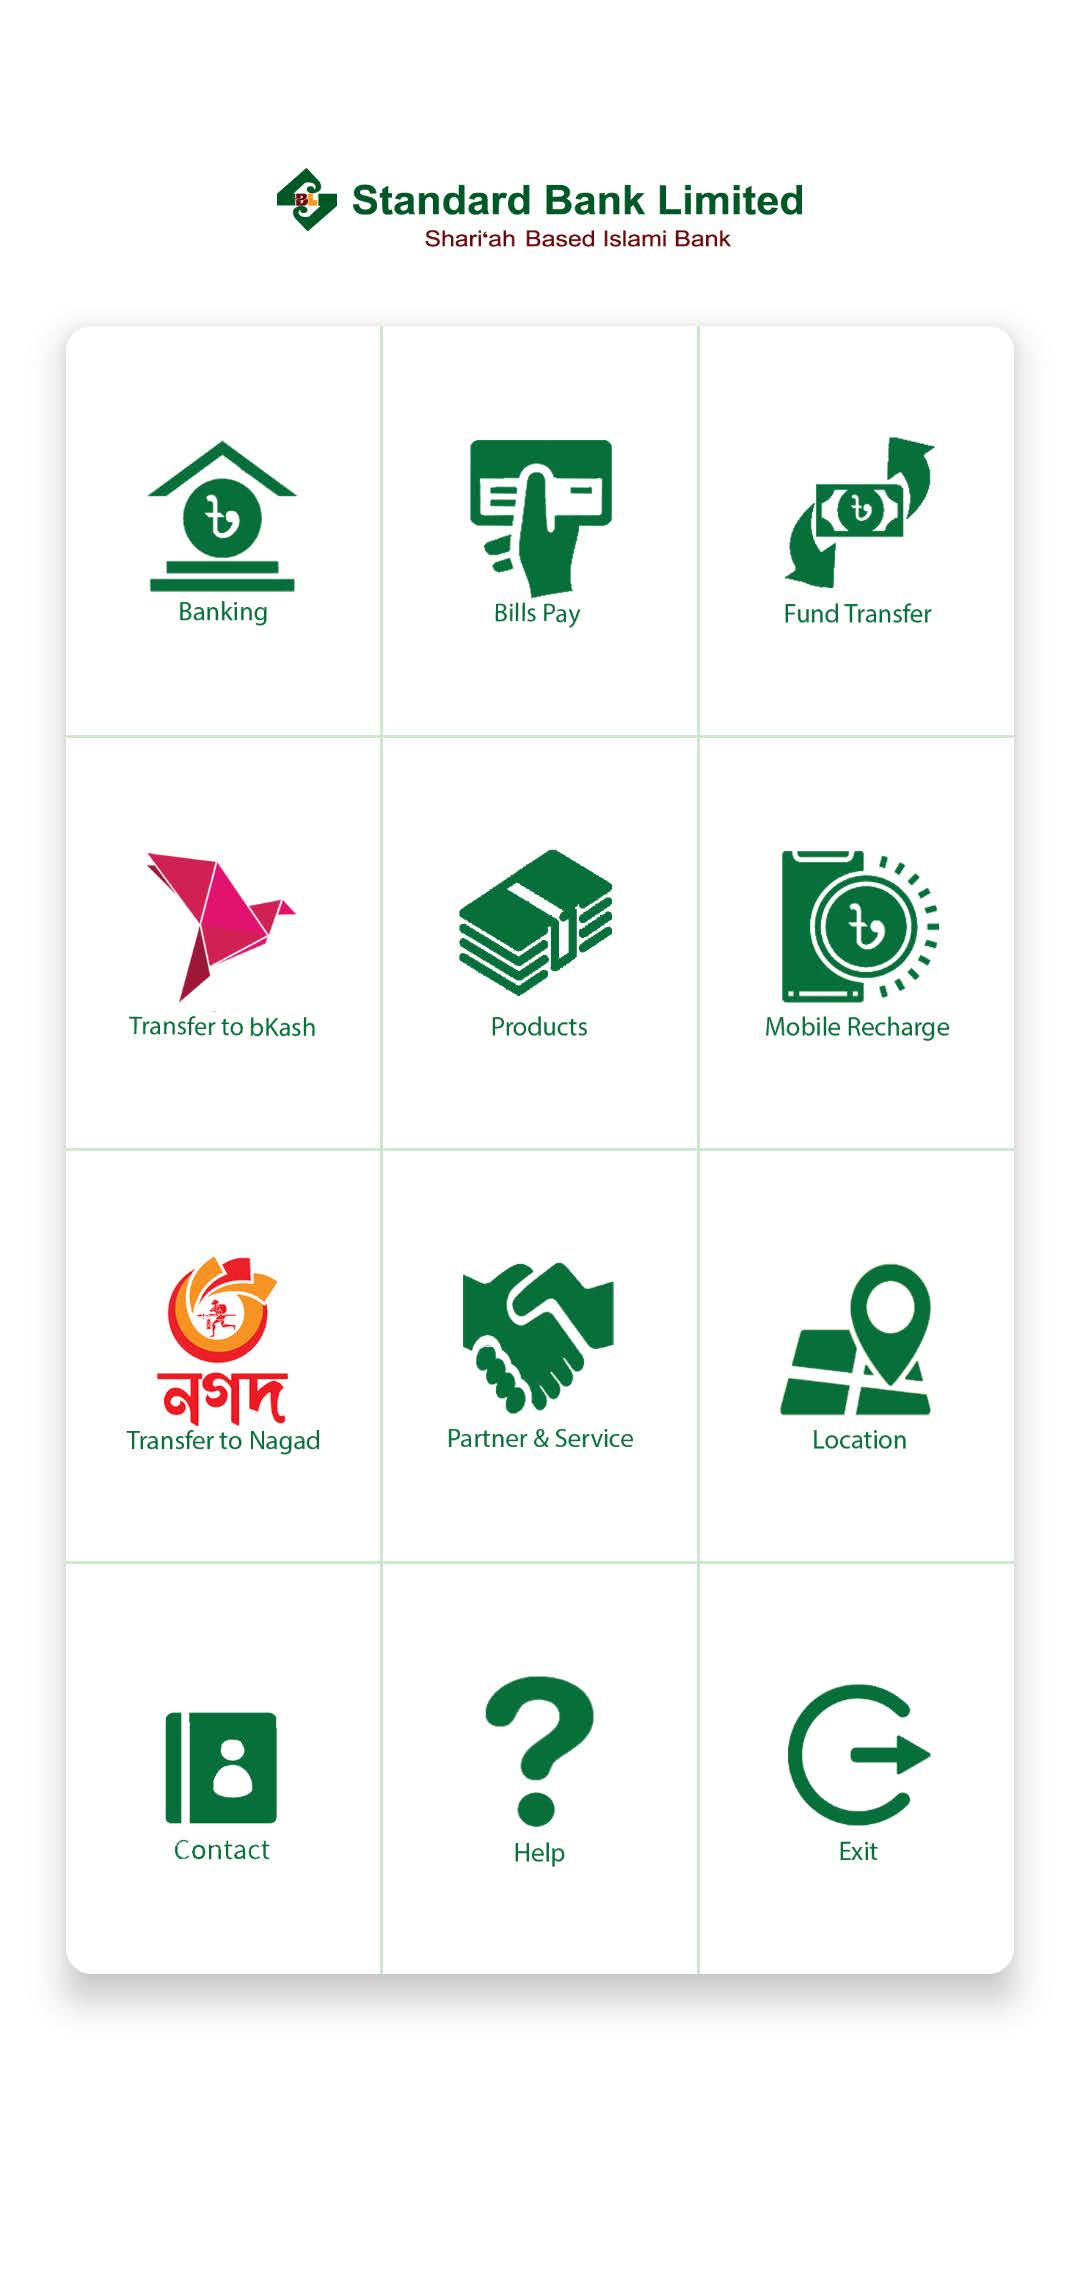 Standard Bank Limited
Shari‘ah Based Islami Bank
Banking
Bills Pay
Fund Transfer
Transfer to bKash
Products
Mobile Recharge
নগদ
Transfer to Nagad
Partner & Service
Location
Contact
Help
Exit